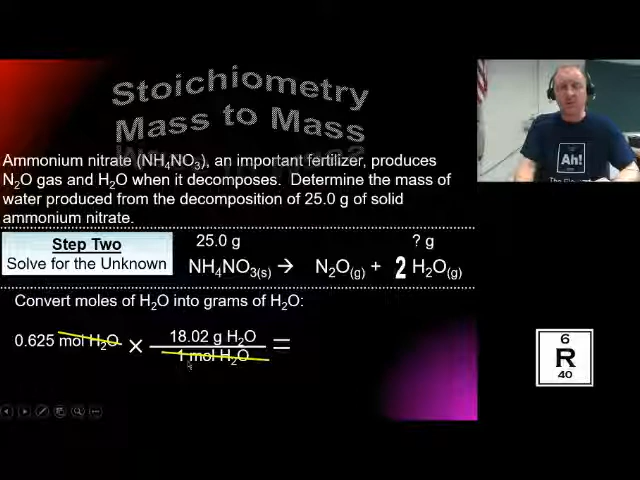 Stoichiometry
Mass to Mass
Ammonium nitrate (NH₄NO₃), an important fertilizer, produces
N₂O gas and H₂O when it decomposes. Determine the mass of
water produced from the decomposition of 25.0 g of solid
ammonium nitrate.
Step Two
Solve for the Unknown
25.0 g ? g
NH₄NO₃₍s₎ → N₂O(g) + 2 H₂O(g)
Convert moles of H₂O into grams of H₂O:
0.625 mol H₂O × 18.02 g H₂O =
1 mol H₂O
Ah!
6
R
40